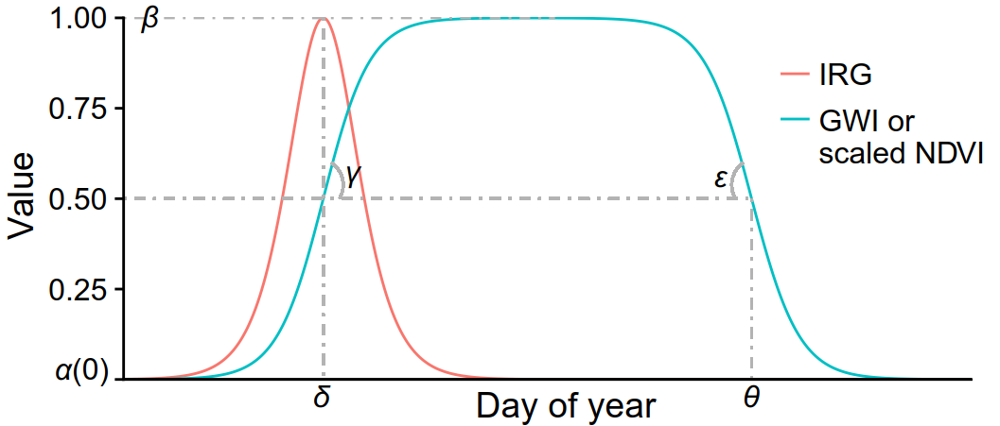 1.00
β
0.75
0.50
0.25
α(0)
Value
γ
ε
IRG
GWI or
scaled NDVI
δ
Day of year
θ